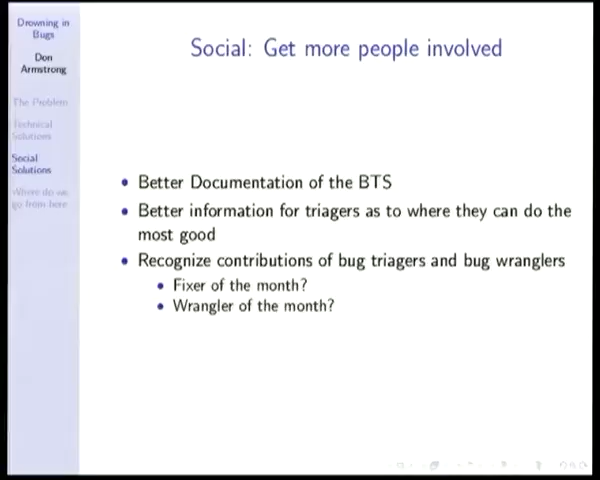 Drowning in
Bugs
Don
Armstrong
The Problem
Technical
Solutions
Social
Solutions
Where do we
go from here
Social: Get more people involved
• Better Documentation of the BTS
• Better information for triagers as to where they can do the
most good
• Recognize contributions of bug triagers and bug wranglers
• Fixer of the month?
• Wrangler of the month?